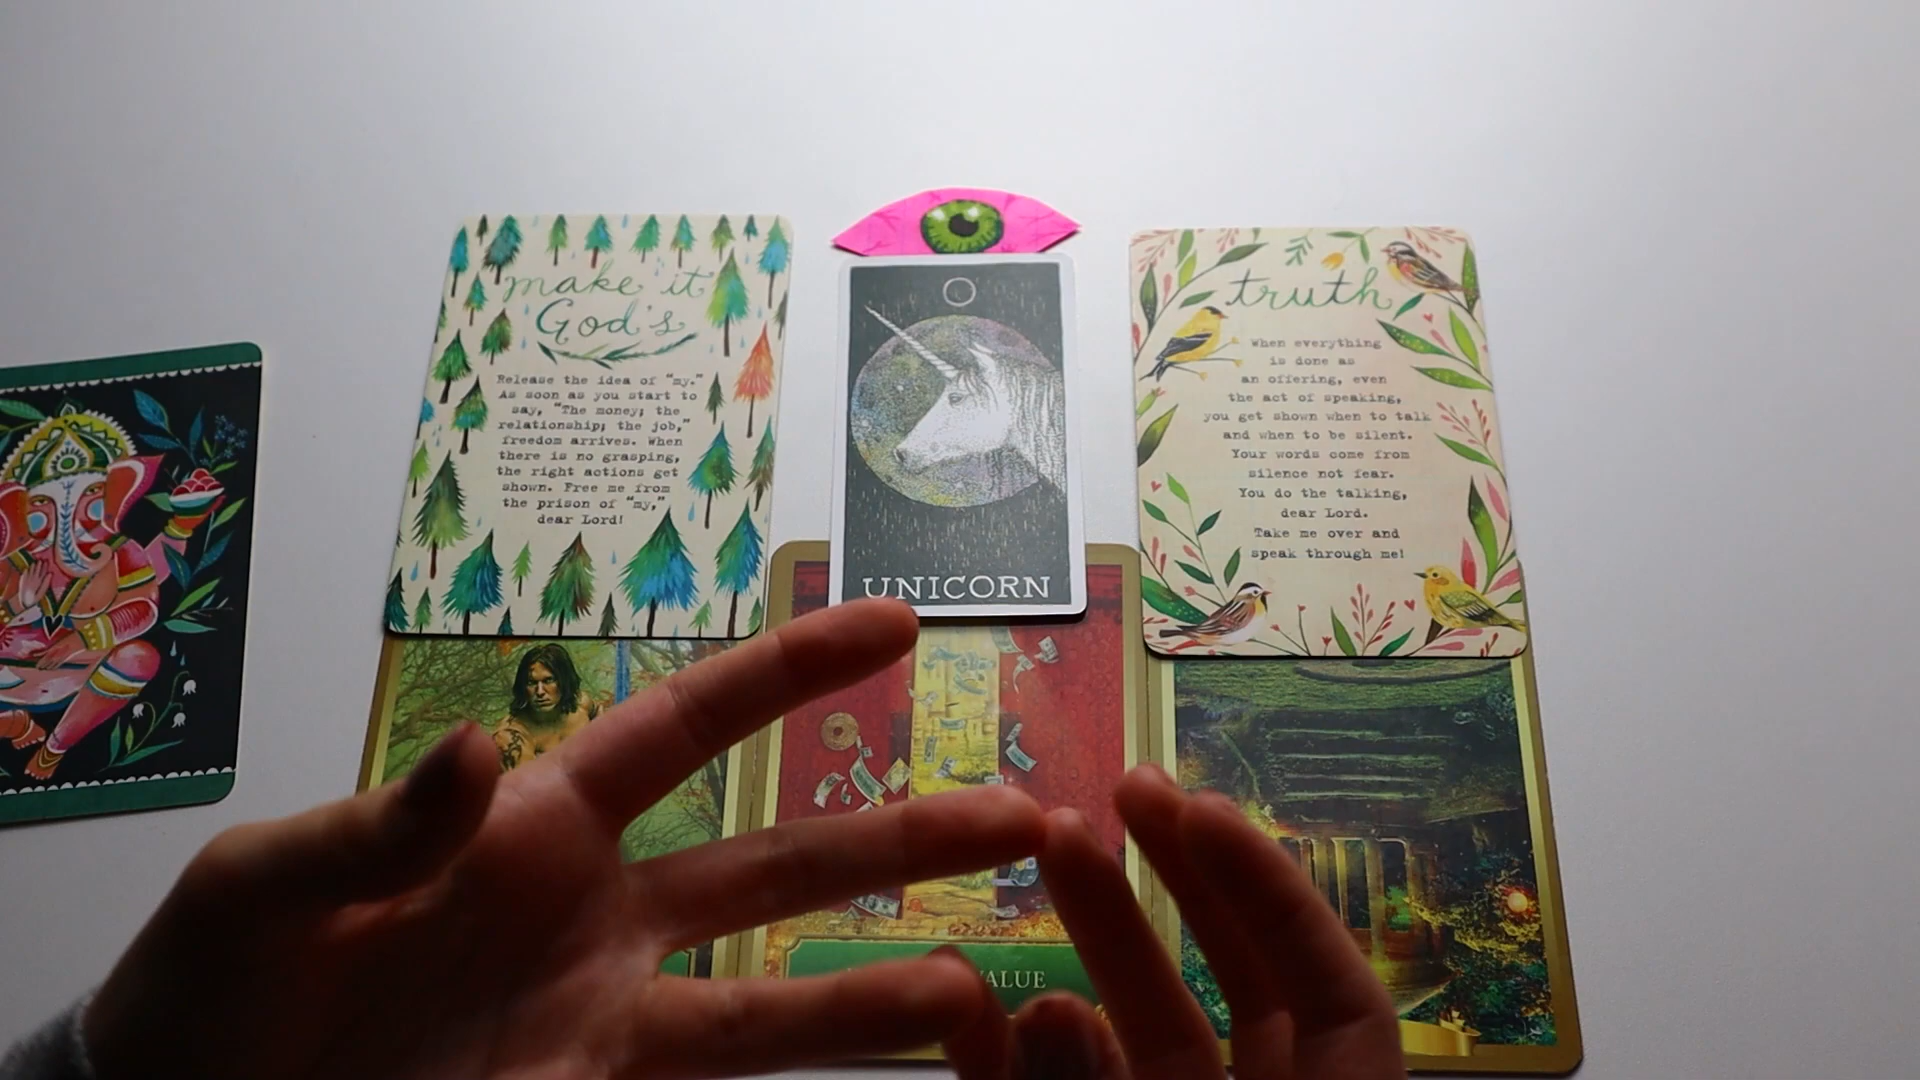 make it
God's
Release the idea of "my."
As soon as you start to
say, "The money; the
relationship; the job,"
freedom arrives. When
there is no grasping,
the right actions get
shown. Free me from
the prison of "my,"
dear Lord!
UNICORN
truth
When everything
is done as
an offering, even
the act of speaking,
you get shown when to talk
and when to be silent.
Your words come from
silence not fear.
You do the talking,
dear Lord.
Take me over and
speak through me!
VALUE